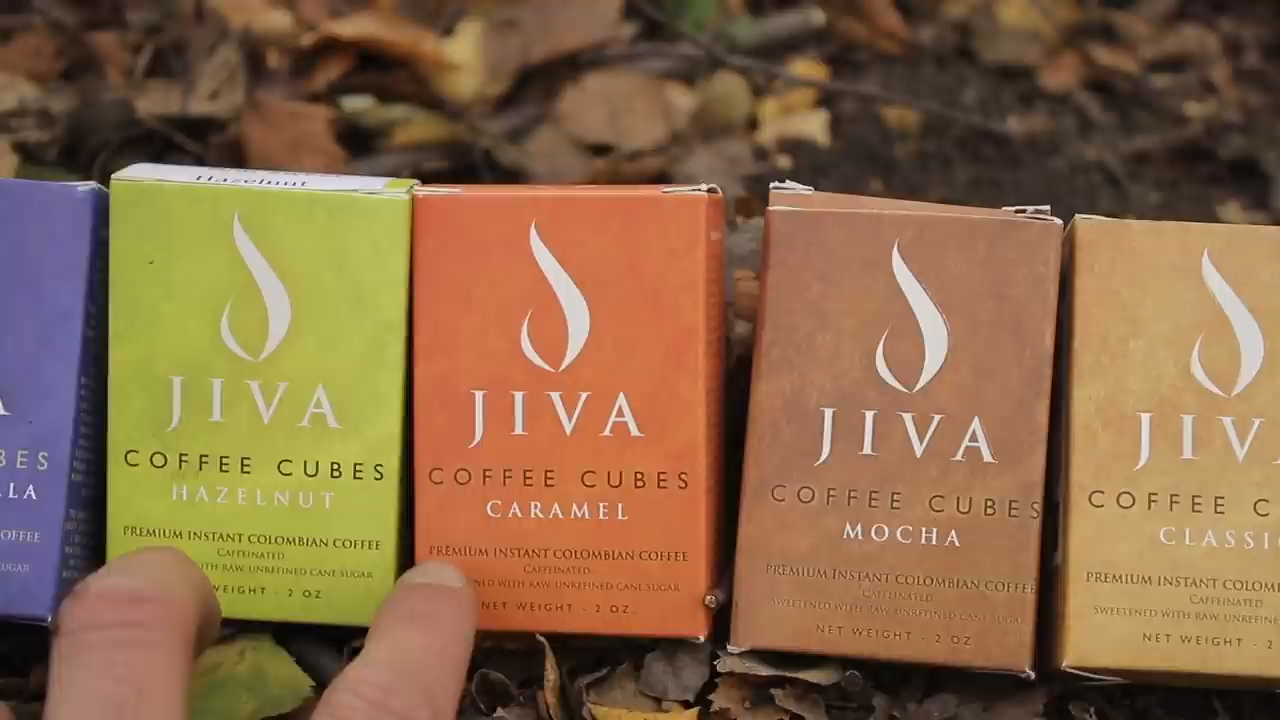 BES
LLA
OFFEE
UGAR
Hazelnut
JIVA
COFFEE CUBES
HAZELNUT
PREMIUM INSTANT COLOMBIAN COFFEE
CAFFEINATED
WITH RAW, UNREFINED CANE SUGAR
WEIGHT - 2 OZ
JIVA
COFFEE CUBES
CARAMEL
PREMIUM INSTANT COLOMBIAN COFFEE
CAFFEINATED
WITH RAW, UNREFINED CANE SUGAR
NET WEIGHT - 2 OZ.
JIVA
COFFEE CUBES
MOCHA
PREMIUM INSTANT COLOMBIAN COFFEE
CAFFEINATED
SWEETENED WITH RAW, UNREFINED CANE SUGAR
NET WEIGHT - 2 OZ
JIV
COFFEE C
CLASSIC
PREMIUM INSTANT COLOM
CAFFEINATED
SWEETENED WITH RAW, UNREFINED
NET WEIGHT - 2